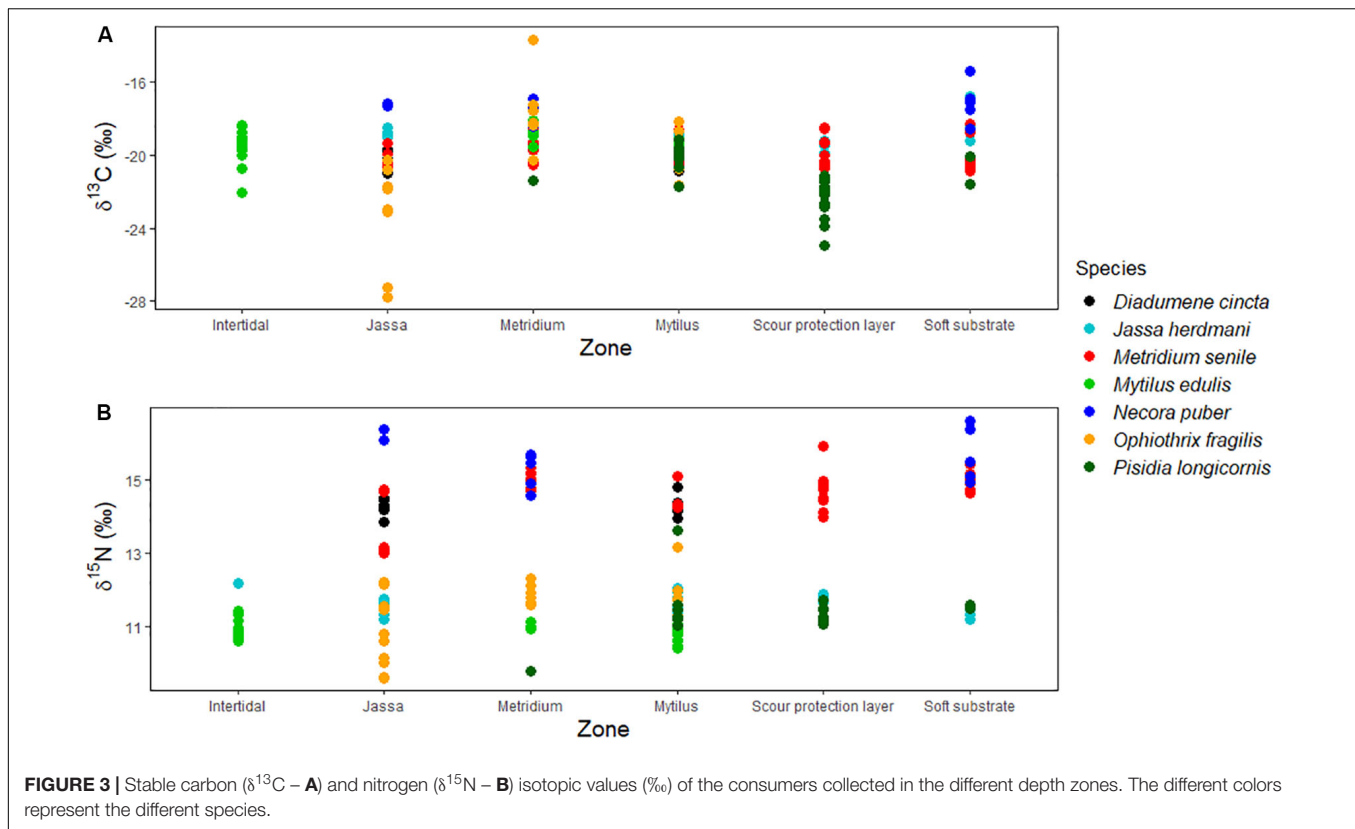 A
δ13C (‰)
-16
-20
-24
-28
Intertidal Jassa Metridium Mytilus Scour protection layer Soft substrate
Zone
B
δ15N (‰)
15
13
11
Intertidal Jassa Metridium Mytilus Scour protection layer Soft substrate
Zone
Species
Diadumene cincta
Jassa herdmani
Metridium senile
Mytilus edulis
Necora puber
Ophiothrix fragilis
Pisidia longicornis
FIGURE 3 | Stable carbon (δ13C – A) and nitrogen (δ15N – B) isotopic values (‰) of the consumers collected in the different depth zones. The different colors
represent the different species.